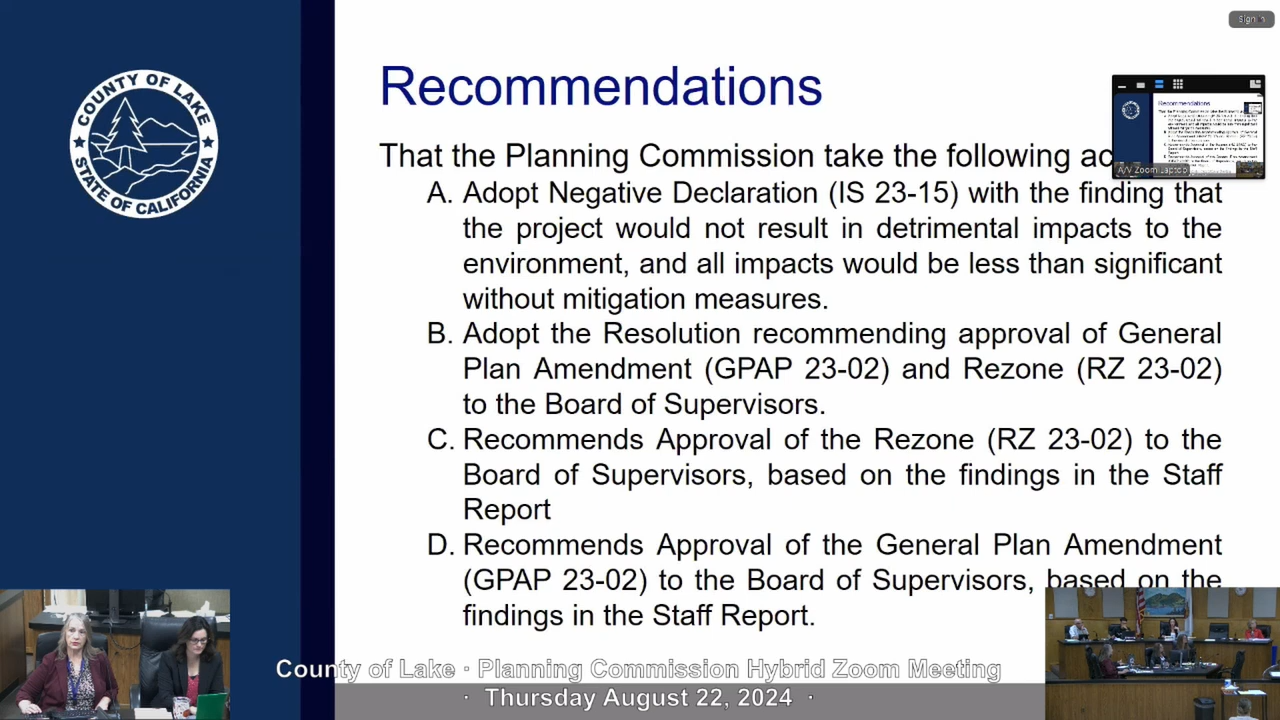 Sign in
COUNTY OF LAKE
STATE OF CALIFORNIA
Recommendations
That the Planning Commission take the following ac
A. Adopt Negative Declaration (IS 23-15) with the finding that
the project would not result in detrimental impacts to the
environment, and all impacts would be less than significant
without mitigation measures.
B. Adopt the Resolution recommending approval of General
Plan Amendment (GPAP 23-02) and Rezone (RZ 23-02)
to the Board of Supervisors.
C. Recommends Approval of the Rezone (RZ 23-02) to the
Board of Supervisors, based on the findings in the Staff
Report
D. Recommends Approval of the General Plan Amendment
(GPAP 23-02) to the Board of Supervisors, based on the
findings in the Staff Report.
Recommendations
A/V Zoom Laptop
County of Lake · Planning Commission Hybrid Zoom Meeting
· Thursday August 22, 2024 ·